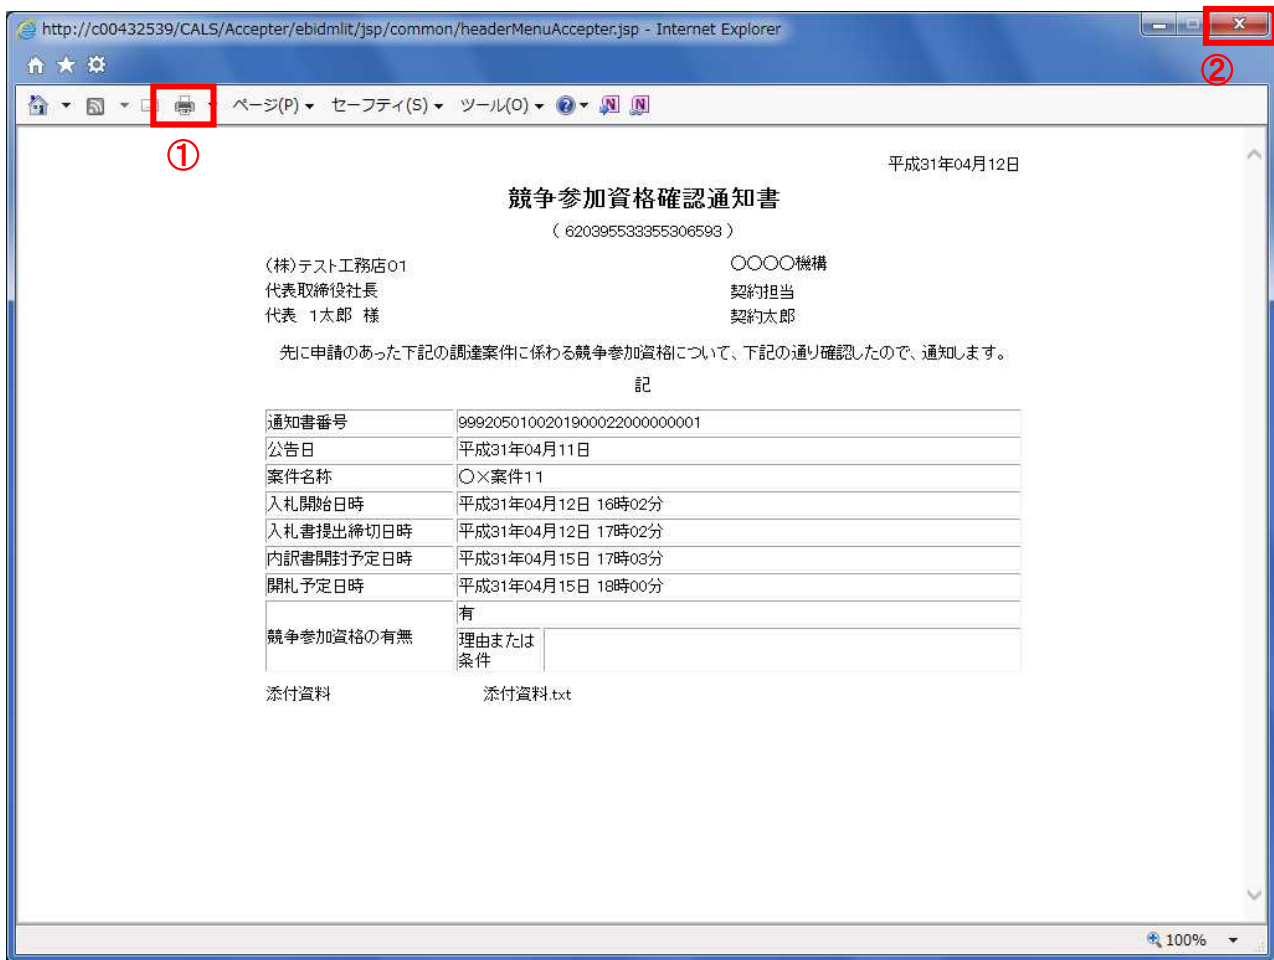 http://c00432539/CALS/Accepter/ebidmlit/jsp/common/headerMenuAccepter.jsp - Internet Explorer
②
ページ(P) セーフティ(S) ツール(O)
①
平成31年04月12日
競争参加資格確認通知書
( 620395533355306593 )
(株)テスト工務店01 〇〇〇〇機構
代表取締役社長 契約担当
代表 1太郎 様 契約太郎
先に申請のあった下記の調達案件に係わる競争参加資格について、下記の通り確認したので、通知します。
記
通知書番号 99920501002019000220000000001
公告日 平成31年04月11日
案件名称 〇×案件11
入札開始日時 平成31年04月12日 16時02分
入札書提出締切日時 平成31年04月12日 17時02分
内訳書開封予定日時 平成31年04月15日 17時03分
開札予定日時 平成31年04月15日 18時00分
競争参加資格の有無 有
理由または
条件
添付資料 添付資料.txt
100%